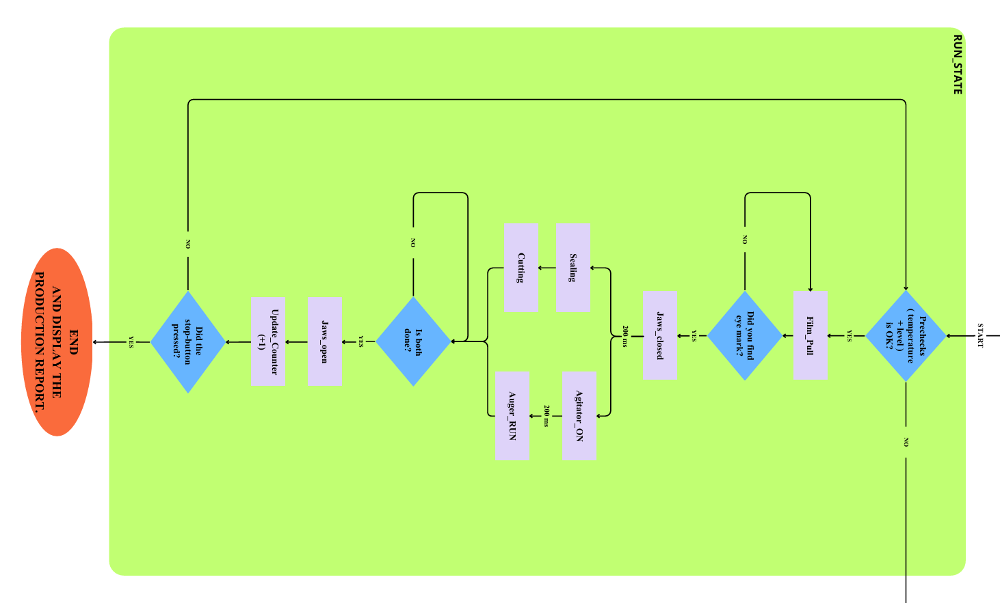 RUN_STATE
START
Prechecks
( temperature
+ level )
is OK?
NO
YES
Film_Pull
Did you find
eye mark?
NO
YES
Jaws_closed
200 ms
Sealing
Cutting
Agitator_ON
200 ms
Auger_RUN
Is both
done?
NO
YES
Jaws_open
Update_Counter
(+1)
Did the
stop-button
pressed?
NO
YES
END
AND DISPLAY THE
PRODUCTION REPORT.